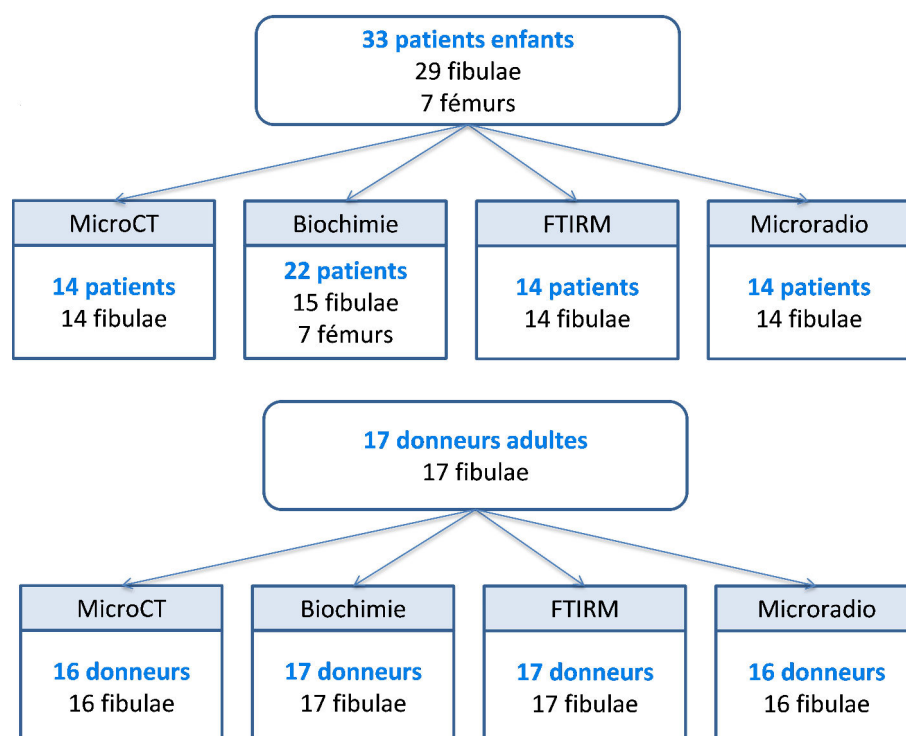 33 patients enfants
29 fibulae
7 fémurs
MicroCT
14 patients
14 fibulae
Biochimie
22 patients
15 fibulae
7 fémurs
FTIRM
14 patients
14 fibulae
Microradio
14 patients
14 fibulae
17 donneurs adultes
17 fibulae
MicroCT
16 donneurs
16 fibulae
Biochimie
17 donneurs
17 fibulae
FTIRM
17 donneurs
17 fibulae
Microradio
16 donneurs
16 fibulae